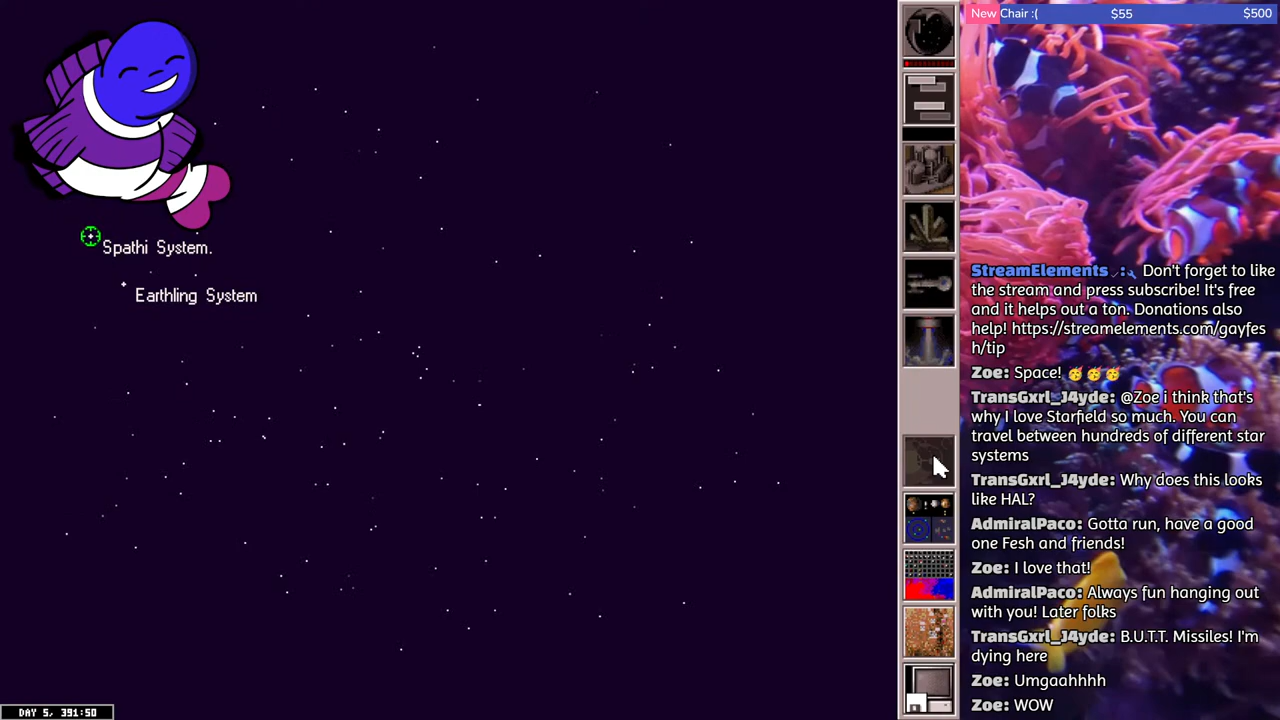 New Chair :( $55 $500
Spathi System.
Earthling System
StreamElements : Don't forget to like
the stream and press subscribe! It's free
and it helps out a ton. Donations also
help! https://streamelements.com/gayfes
h/tip
Zoe: Space! 🥳🥳🥳
TransGxrl_J4yde: @Zoe i think that's
why I love Starfield so much. You can
travel between hundreds of different star
systems
TransGxrl_J4yde: Why does this looks
like HAL?
AdmiralPaco: Gotta run, have a good
one Fesh and friends!
Zoe: I love that!
AdmiralPaco: Always fun hanging out
with you! Later folks
TransGxrl_J4yde: B.U.T.T. Missiles! I'm
dying here
Zoe: Umgaahhhh
Zoe: WOW
DAY 5, 391:50